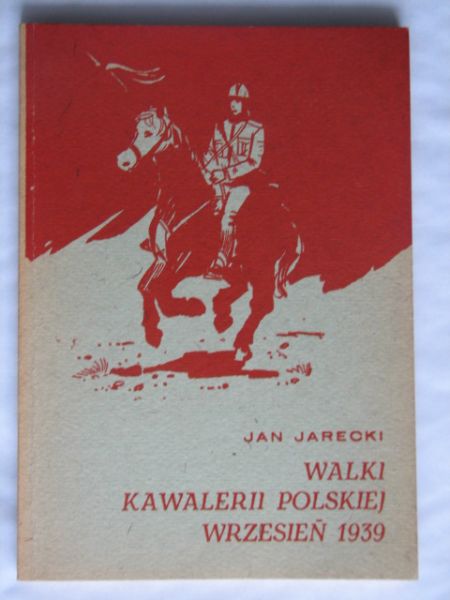 JAN JARECKI
WALKI
KAWALERII POLSKIEJ
WRZESIEŃ 1939